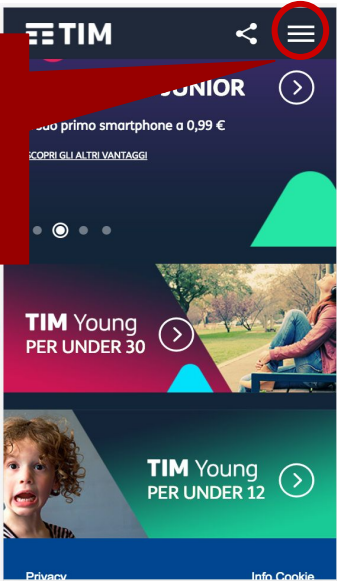 TIM
JUNIOR
primo smartphone a 0,99 €
SCOPRI GLI ALTRI VANTAGGI
TIM Young
PER UNDER 30
TIM Young
PER UNDER 12
Privacy
Info Cookie